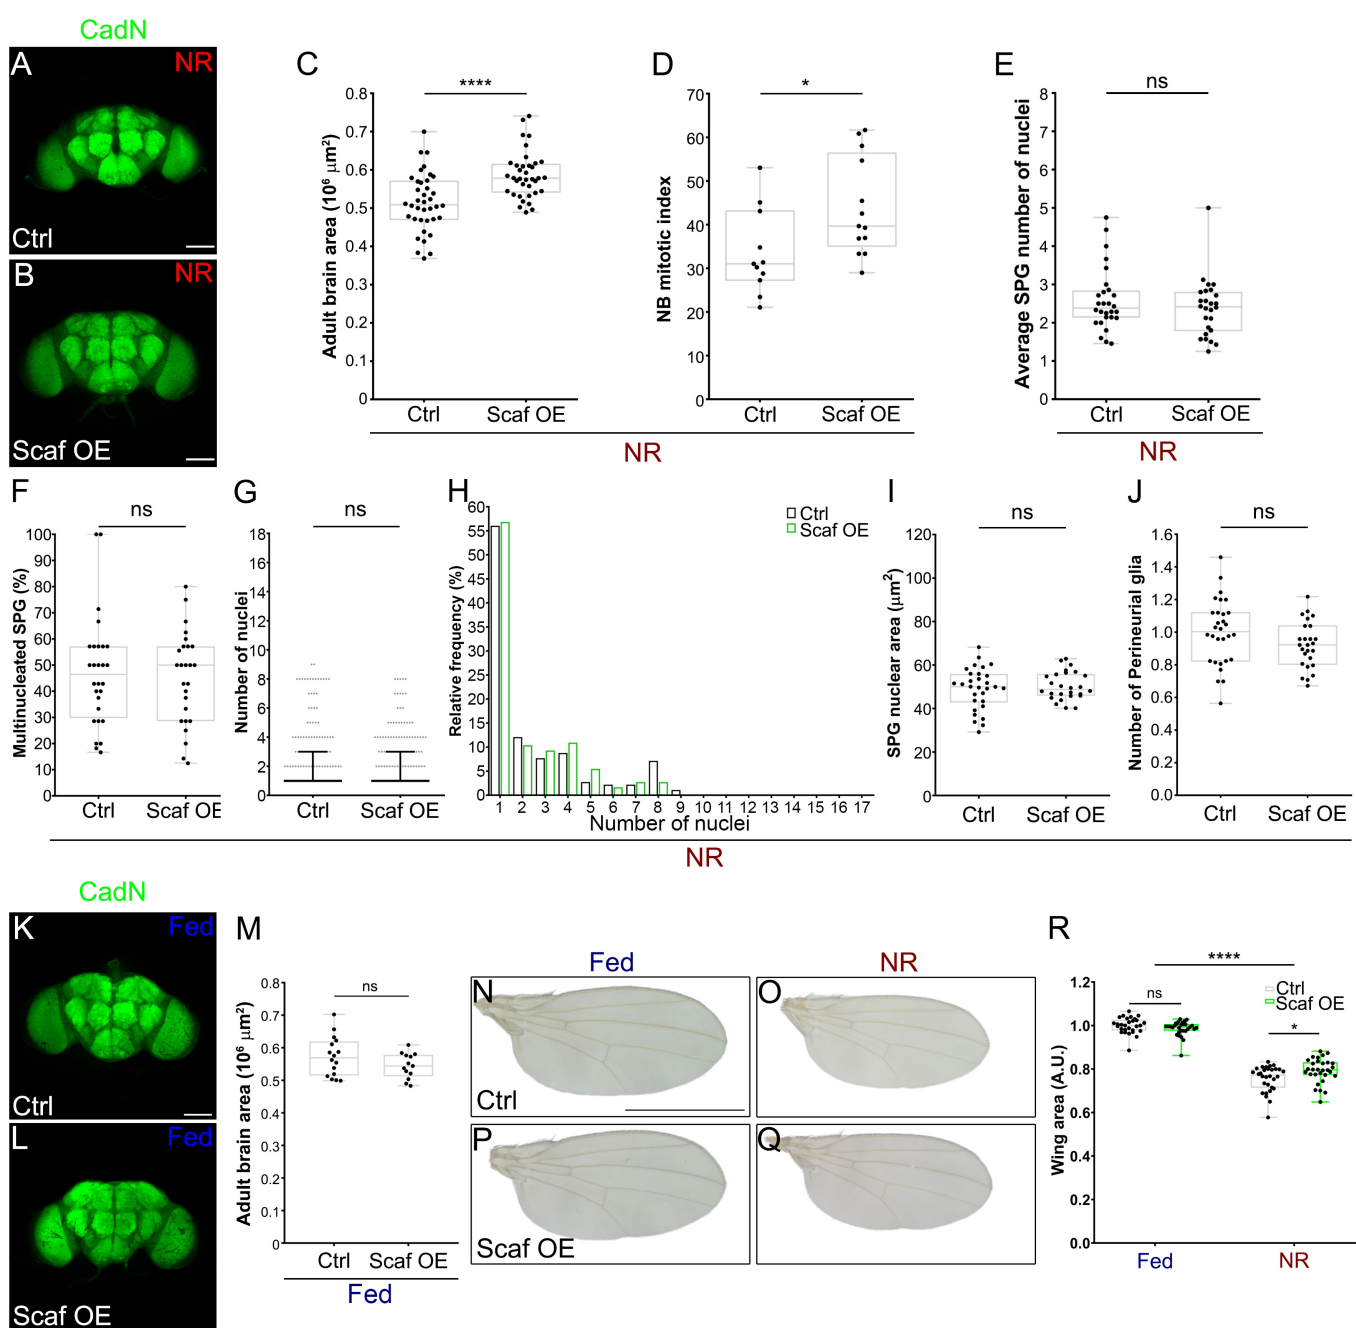 CadN
A NR
Ctrl
B NR
Scaf OE
C
****
Adult brain area (10⁶ µm²)
0.8
0.7
0.6
0.5
0.4
0.3
0.2
0.1
0
Ctrl Scaf OE
D
*
NB mitotic index
70
60
50
40
30
20
10
0
Ctrl Scaf OE
NR
E
ns
Average SPG number of nuclei
8
7
6
5
4
3
2
1
0
Ctrl Scaf OE
NR
F
ns
Multinucleated SPG (%)
100
90
80
70
60
50
40
30
20
10
0
Ctrl Scaf OE
G
ns
Number of nuclei
18
16
14
12
10
8
6
4
2
0
Ctrl Scaf OE
H
Ctrl
Scaf OE
Relative frequency (%)
60
55
50
45
40
35
30
25
20
15
10
5
0
1 2 3 4 5 6 7 8 9 10 11 12 13 14 15 16 17
Number of nuclei
I
ns
SPG nuclear area (µm²)
120
100
80
60
40
20
0
Ctrl Scaf OE
J
ns
Number of Perineurial glia
1.6
1.4
1.2
1.0
0.8
0.6
0.4
0.2
0.0
Ctrl Scaf OE
NR
CadN
K Fed
Ctrl
L Fed
Scaf OE
M
ns
Adult brain area (10⁶ µm²)
0.8
0.7
0.6
0.5
0.4
0.3
0.2
0.1
0
Ctrl Scaf OE
Fed
Fed NR
N O
Ctrl
P Q
Scaf OE
R
****
Ctrl
Scaf OE
ns
*
Wing area (A.U.)
1.2
1.0
0.8
0.6
0.4
0.2
0.0
Fed NR